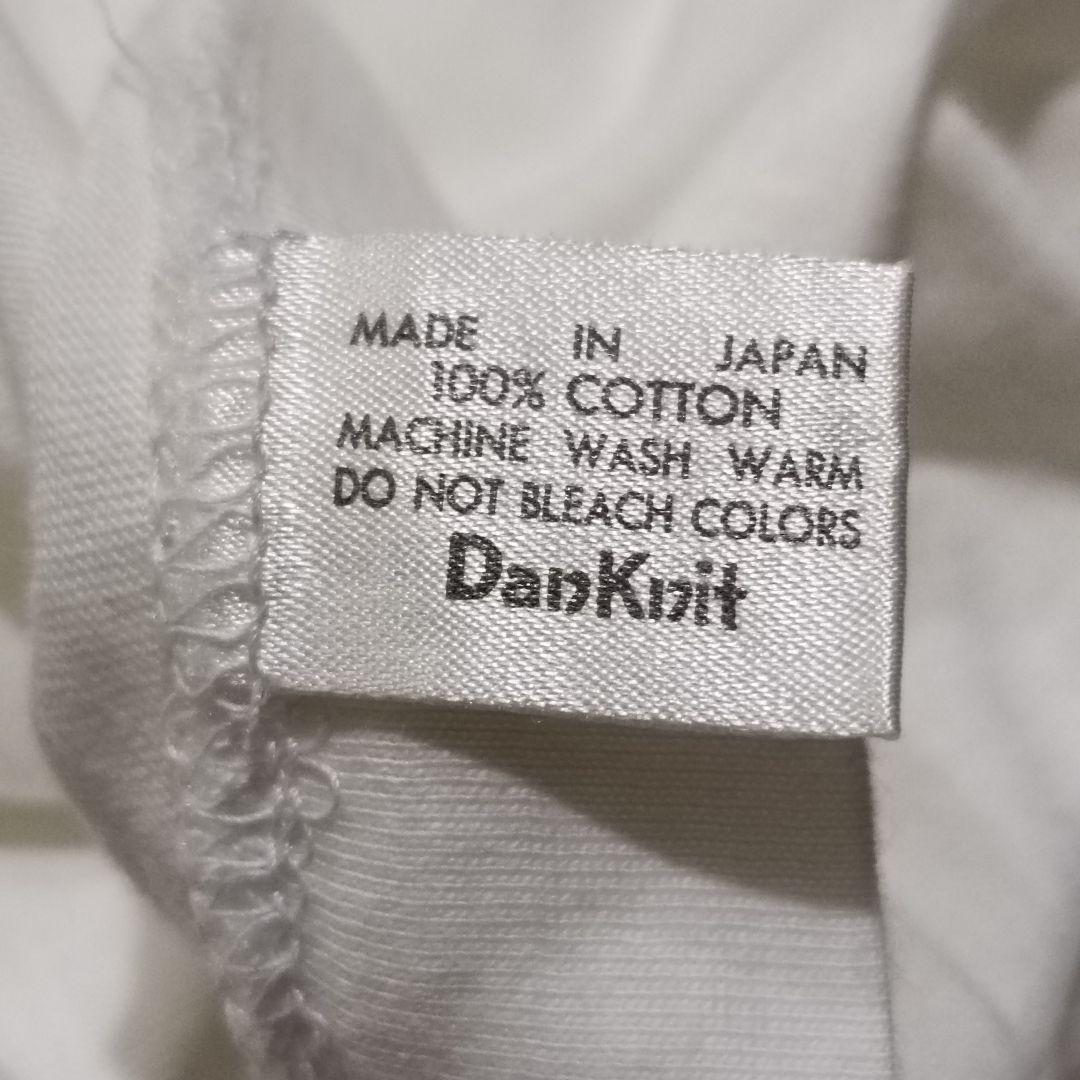 MADE IN JAPAN
100% COTTON
MACHINE WASH WARM
DO NOT BLEACH COLORS
DanKnit